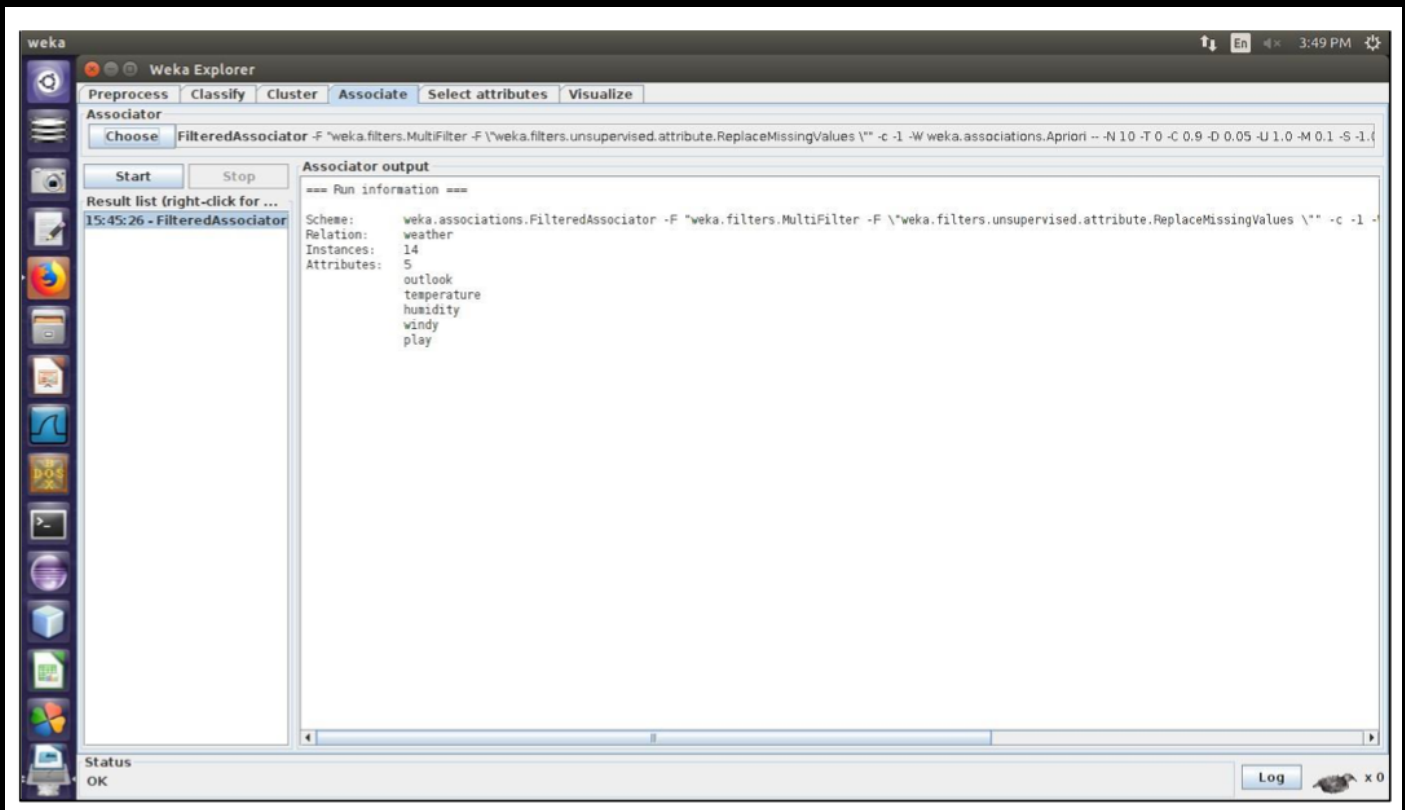 weka
En
3:49 PM
Weka Explorer
Preprocess Classify Cluster Associate Select attributes Visualize
Associator
Choose FilteredAssociator -F "weka.filters.MultiFilter -F \"weka.filters.unsupervised.attribute.ReplaceMissingValues \"" -c -1 -W weka.associations.Apriori -- -N 10 -T 0 -C 0.9 -D 0.05 -U 1.0 -M 0.1 -S -1.
Start Stop
Result list (right-click for ...
15:45:26 - FilteredAssociator
Associator output
=== Run information ===
Scheme: weka.associations.FilteredAssociator -F "weka.filters.MultiFilter -F \"weka.filters.unsupervised.attribute.ReplaceMissingValues \"" -c -1 -
Relation: weather
Instances: 14
Attributes: 5
outlook
temperature
humidity
windy
play
Status
OK
Log
x 0